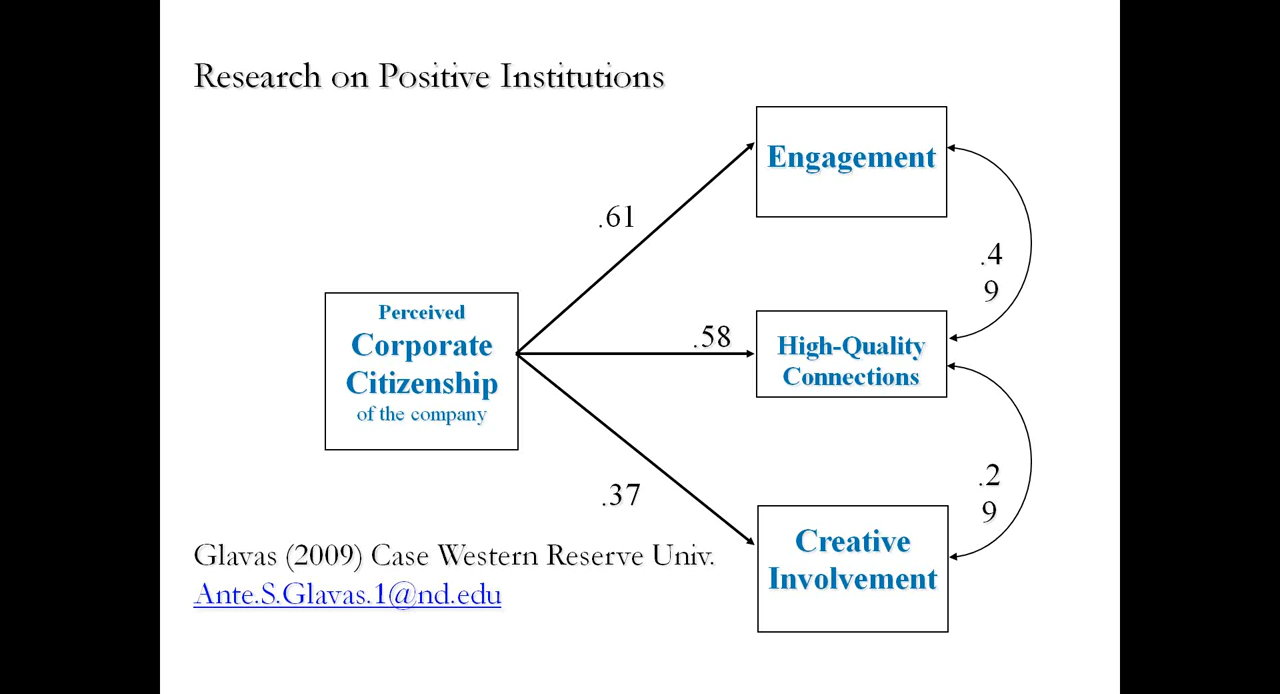 Research on Positive Institutions
Engagement
.61
.4
9
Perceived
Corporate
Citizenship
of the company
.58
High-Quality
Connections
.37
.2
9
Creative
Involvement
Glavas (2009) Case Western Reserve Univ.
Ante.S.Glavas.1@nd.edu